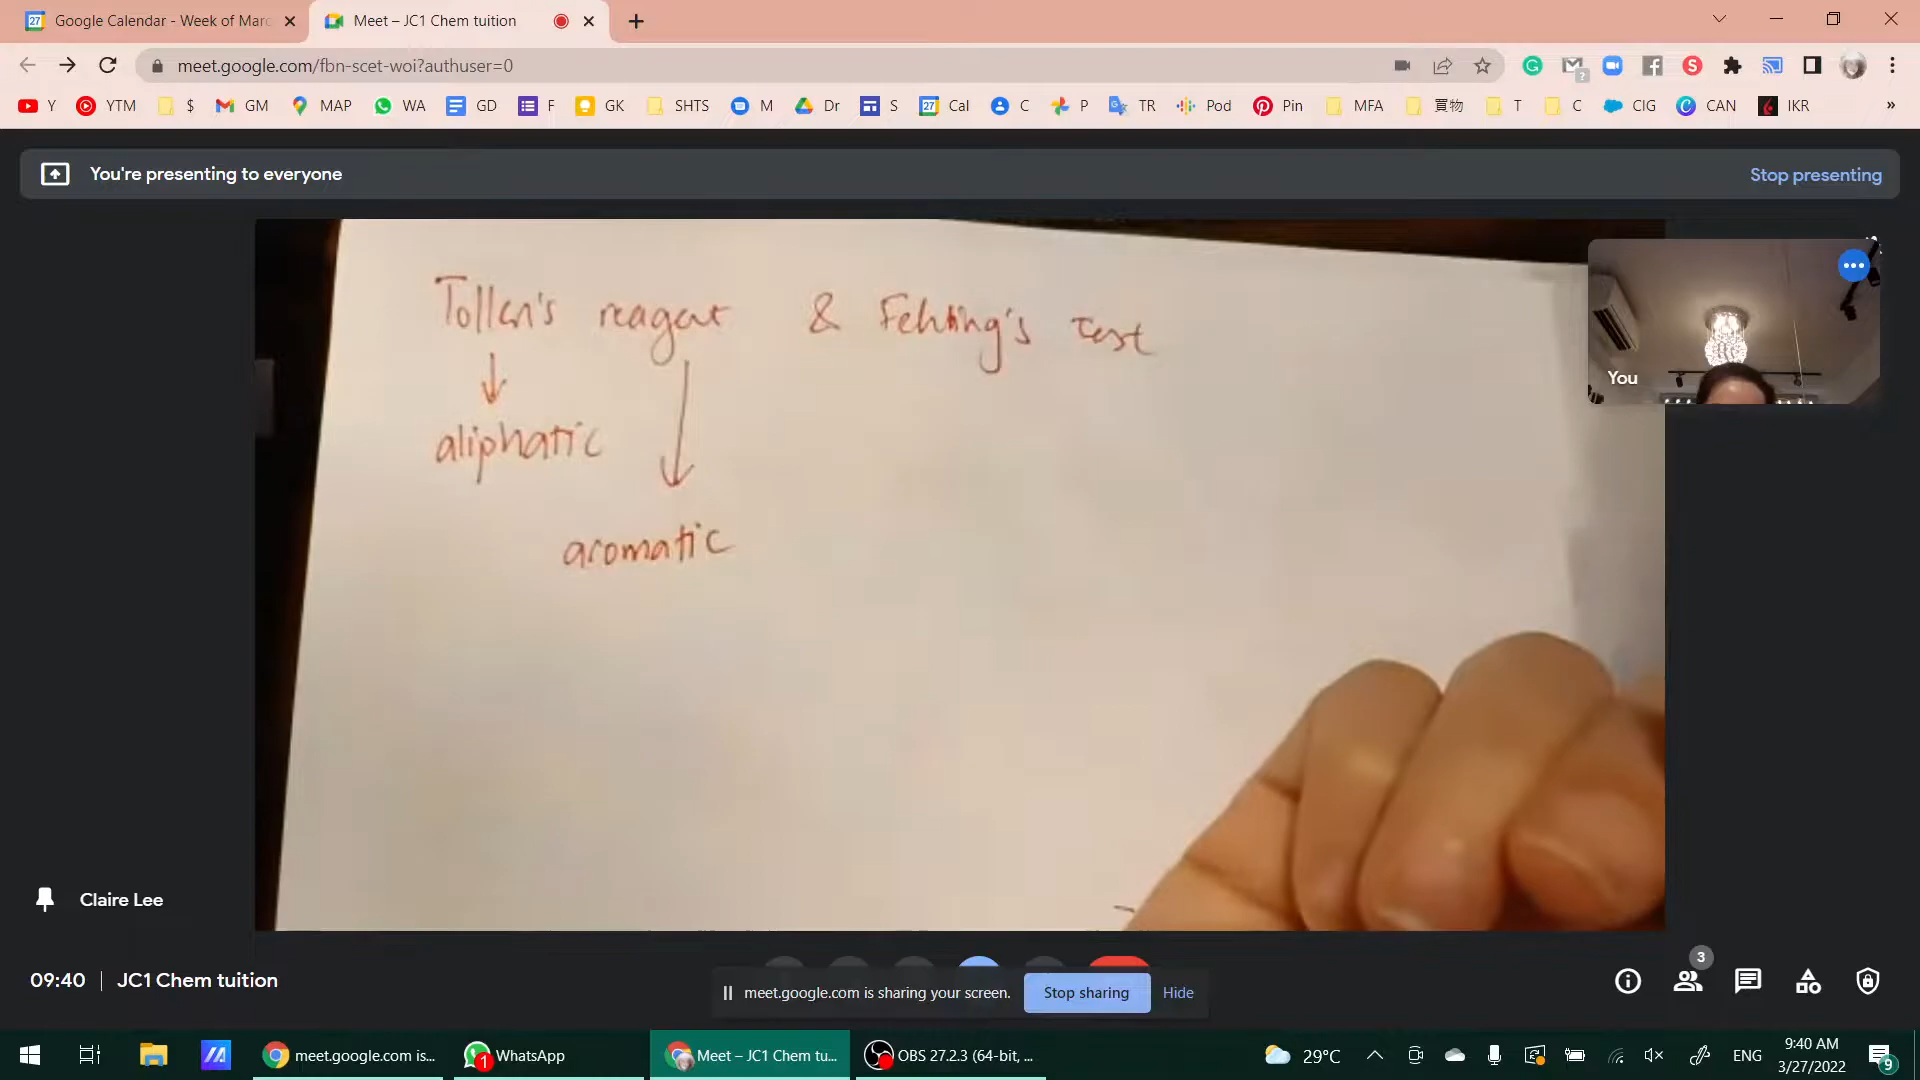 Google Calendar - Week of Marc
Meet – JC1 Chem tuition
meet.google.com/fbn-scet-woi?authuser=0
Y YTM $ GM MAP WA GD F GK SHTS M Dr S Cal C P TR Pod Pin MFA 買物 T C CIG CAN IKR »
You're presenting to everyone
Stop presenting
Tollen's reagent & Fehling's test
You
aliphatic
aromatic
Claire Lee
09:40 | JC1 Chem tuition
3
meet.google.com is sharing your screen. Stop sharing Hide
meet.google.com is... WhatsApp Meet – JC1 Chem tu... OBS 27.2.3 (64-bit, ... 29°C ENG 9:40 AM
1
3/27/2022
9